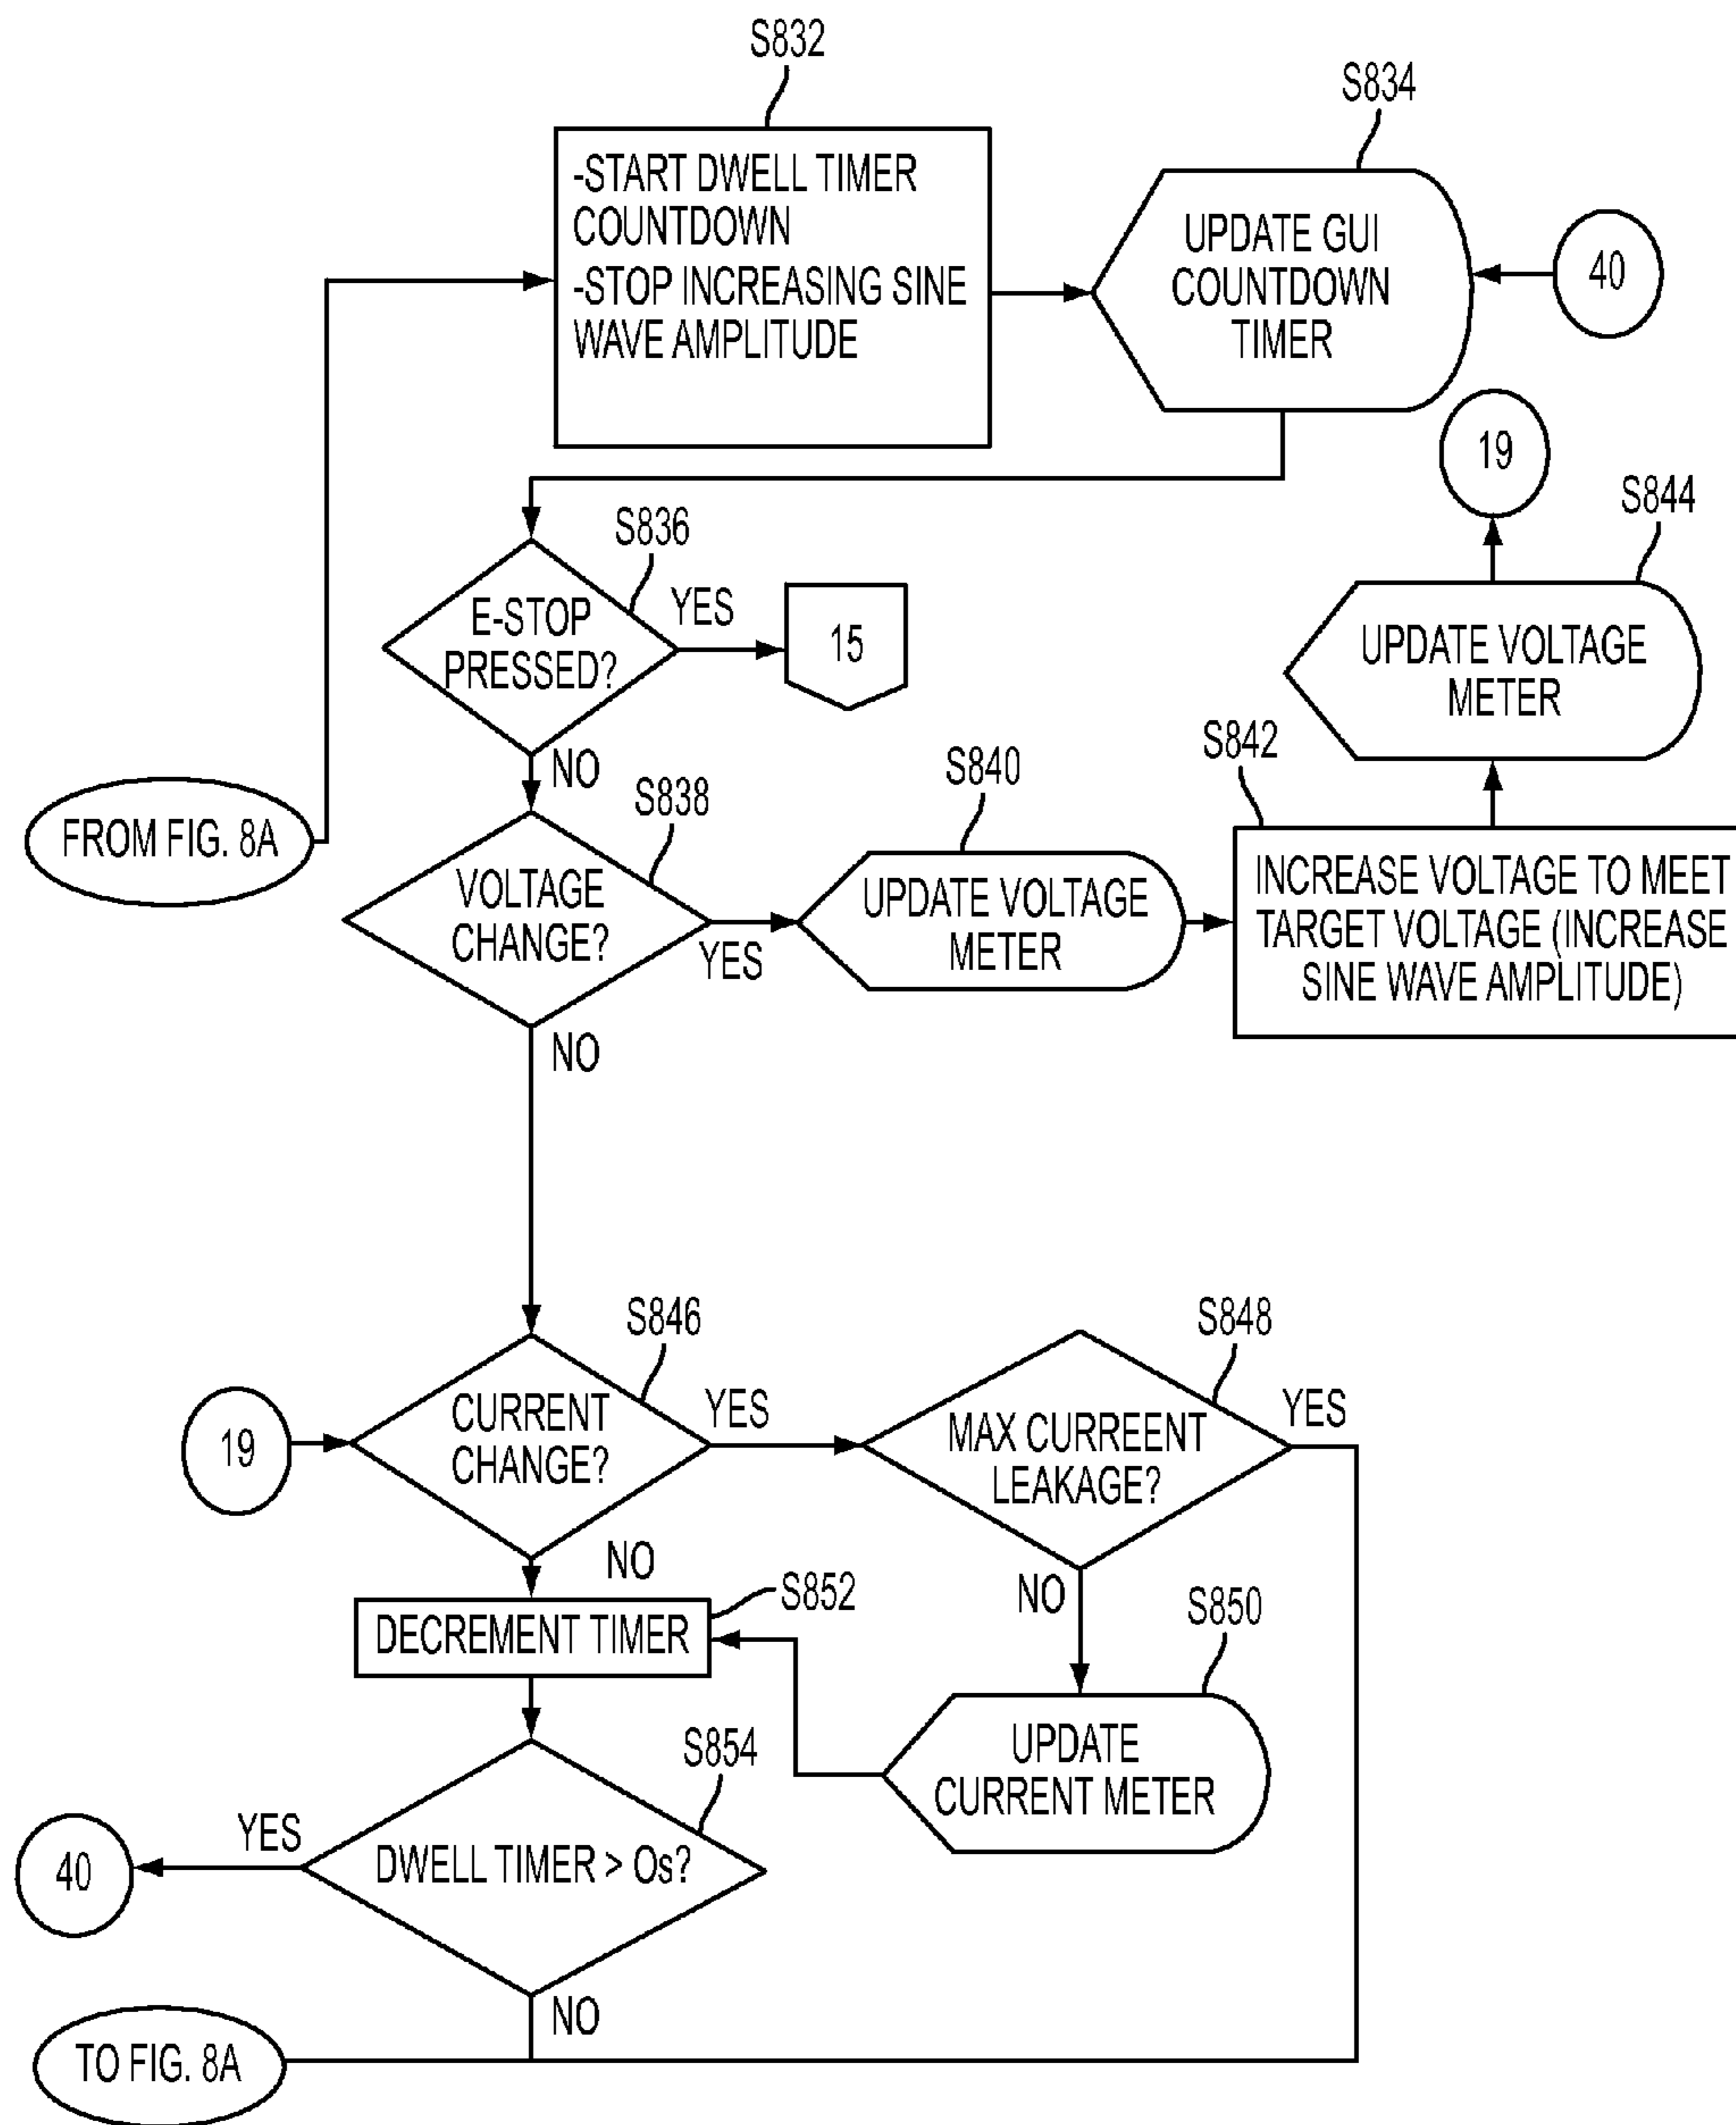 S832
S834
-START DWELL TIMER
COUNTDOWN
-STOP INCREASING SINE
WAVE AMPLITUDE
UPDATE GUI
COUNTDOWN
TIMER
40
19
S844
S836
E-STOP
PRESSED?
YES
15
UPDATE VOLTAGE
METER
NO
S842
S840
S838
FROM FIG. 8A
VOLTAGE
CHANGE?
YES
UPDATE VOLTAGE
METER
INCREASE VOLTAGE TO MEET
TARGET VOLTAGE (INCREASE
SINE WAVE AMPLITUDE)
NO
S846
S848
19
CURRENT
CHANGE?
YES
MAX CURREENT
LEAKAGE?
YES
NO
S852
NO
S850
DECREMENT TIMER
UPDATE
CURRENT METER
S854
YES
40
DWELL TIMER > Os?
NO
TO FIG. 8A